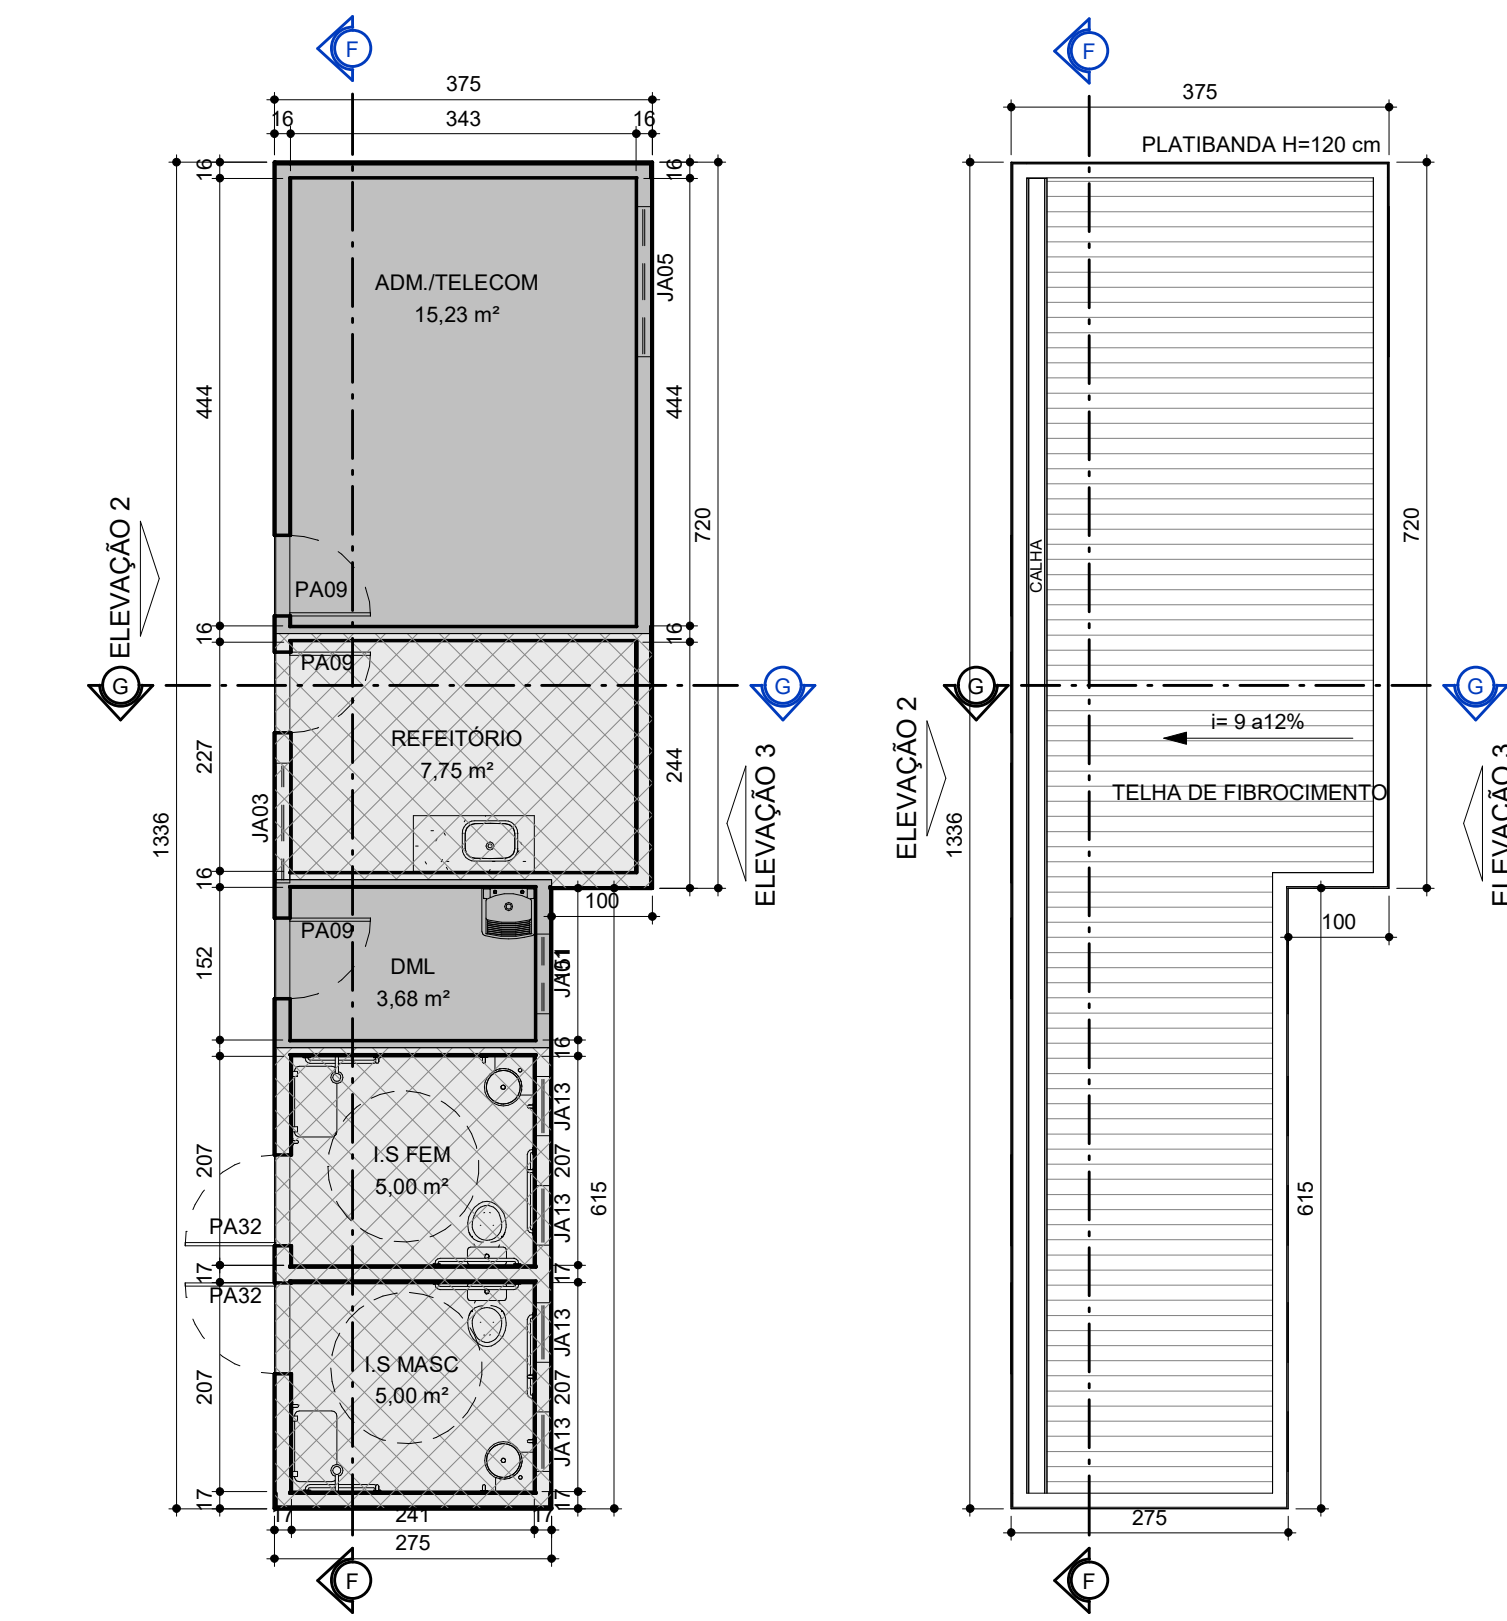 F
375
16
343
16
16
16
ADM./TELECOM
15,23 m²
JA05
444
444
720
ELEVAÇÃO 2
PA09
16
16
PA09
G
G
REFEITÓRIO
7,75 m²
227
244
ELEVAÇÃO 3
JA03
1336
16
100
PA09
DML
3,68 m²
152
16
JA13
I.S FEM
5,00 m²
207
207
JA13
PA32
615
17
17
PA32
JA13
I.S MASC
5,00 m²
207
207
JA13
17
17
17
241
17
275
F
F
375
PLATIBANDA H=120 cm
CALHA
720
G
G
ELEVAÇÃO 2
i= 9 a12%
TELHA DE FIBROCIMENTO
1336
ELEVAÇÃO 3
100
615
275
F